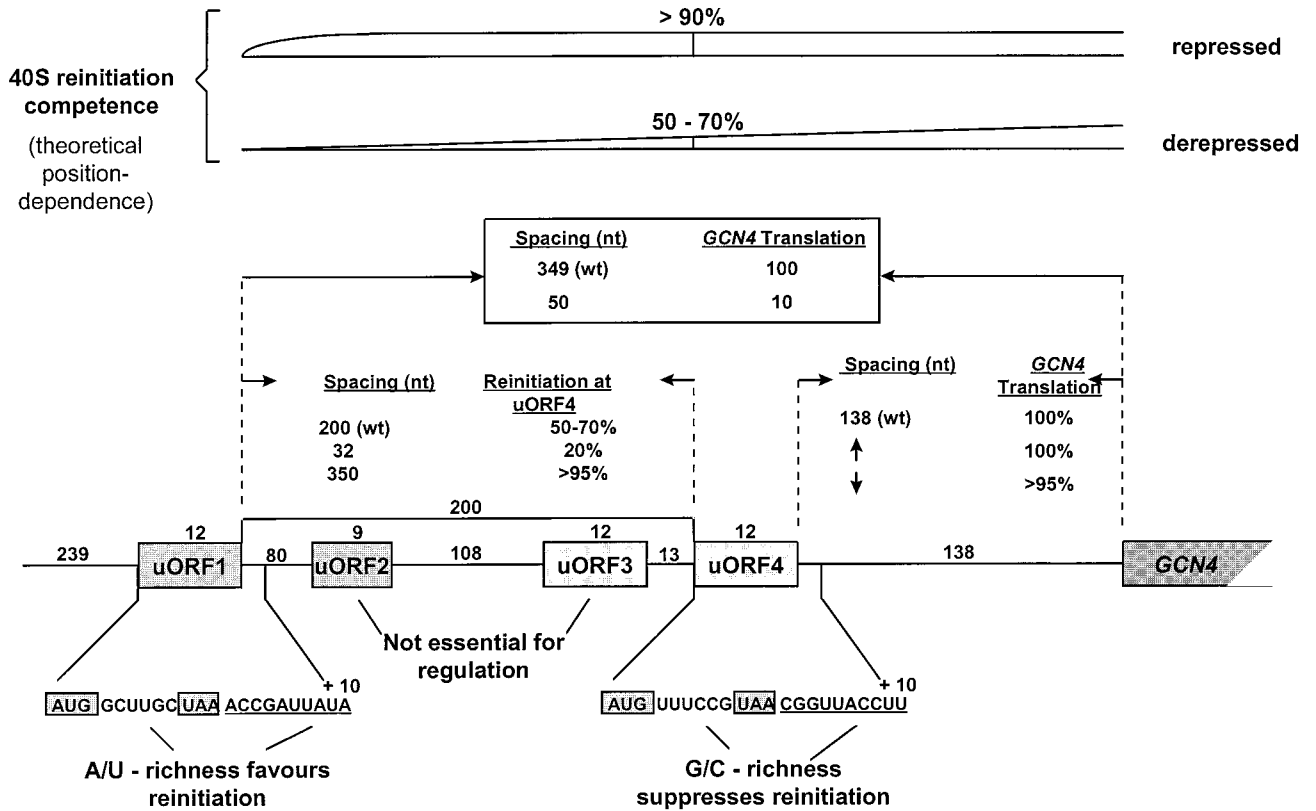 > 90%
repressed
40S reinitiation
competence
(theoretical
position-
dependence)
50 - 70%
derepressed
Spacing (nt) GCN4 Translation
349 (wt) 100
50 10
Spacing (nt) Reinitiation at
uORF4
200 (wt) 50-70%
32 20%
350 >95%
Spacing (nt) GCN4
Translation
138 (wt) 100%
100%
>95%
200
239 12 80 9 108 12 13 12 138
uORF1 uORF2 uORF3 uORF4 GCN4
Not essential for
regulation
+ 10
AUG GCUUGC UAA ACCGAUUAUA
A/U - richness favours
reinitiation
+ 10
AUG UUUCCG UAA CGGUUACCUU
G/C - richness
suppresses reinitiation